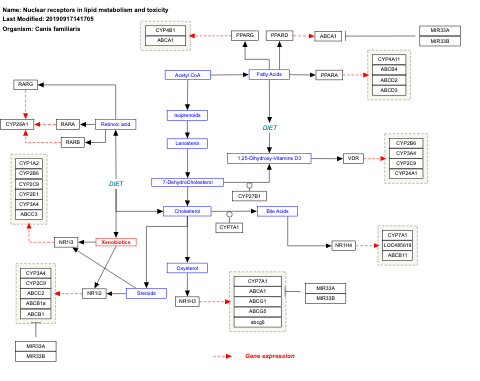 Name: Nuclear receptors in lipid metabolism and toxicity
Last Modified: 20190917141705
Organism: Canis familiaris
CYP4B1
ABCA1
PPARG
PPARD
ABCA1
MIR33A
MIR33B
Acetyl CoA
Fatty Acids
PPARA
CYP4A11
ABCB4
ABCD2
ABCD3
RARG
CYP26A1
RARA
Retinoic acid
RARB
Isoprenoids
Lanosterol
DIET
1,25-Dihydroxy-Vitamins D3
VDR
CYP2B6
CYP3A4
CYP2C9
CYP24A1
CYP1A2
CYP2B6
CYP2C9
CYP2E1
CYP3A4
ABCC3
DIET
7-DehydroCholesterol
CYP27B1
Cholesterol
Bile Acids
CYP7A1
NR1I3
Xenobiotics
NR1H4
CYP7A1
LOC485619
ABCB11
CYP3A4
CYP2C9
ABCC2
ABCB1a
ABCB1
NR1I2
Steroids
Oxysterol
NR1H3
CYP7A1
ABCA1
ABCG1
ABCG5
abcg8
MIR33A
MIR33B
MIR33A
MIR33B
Gene expression